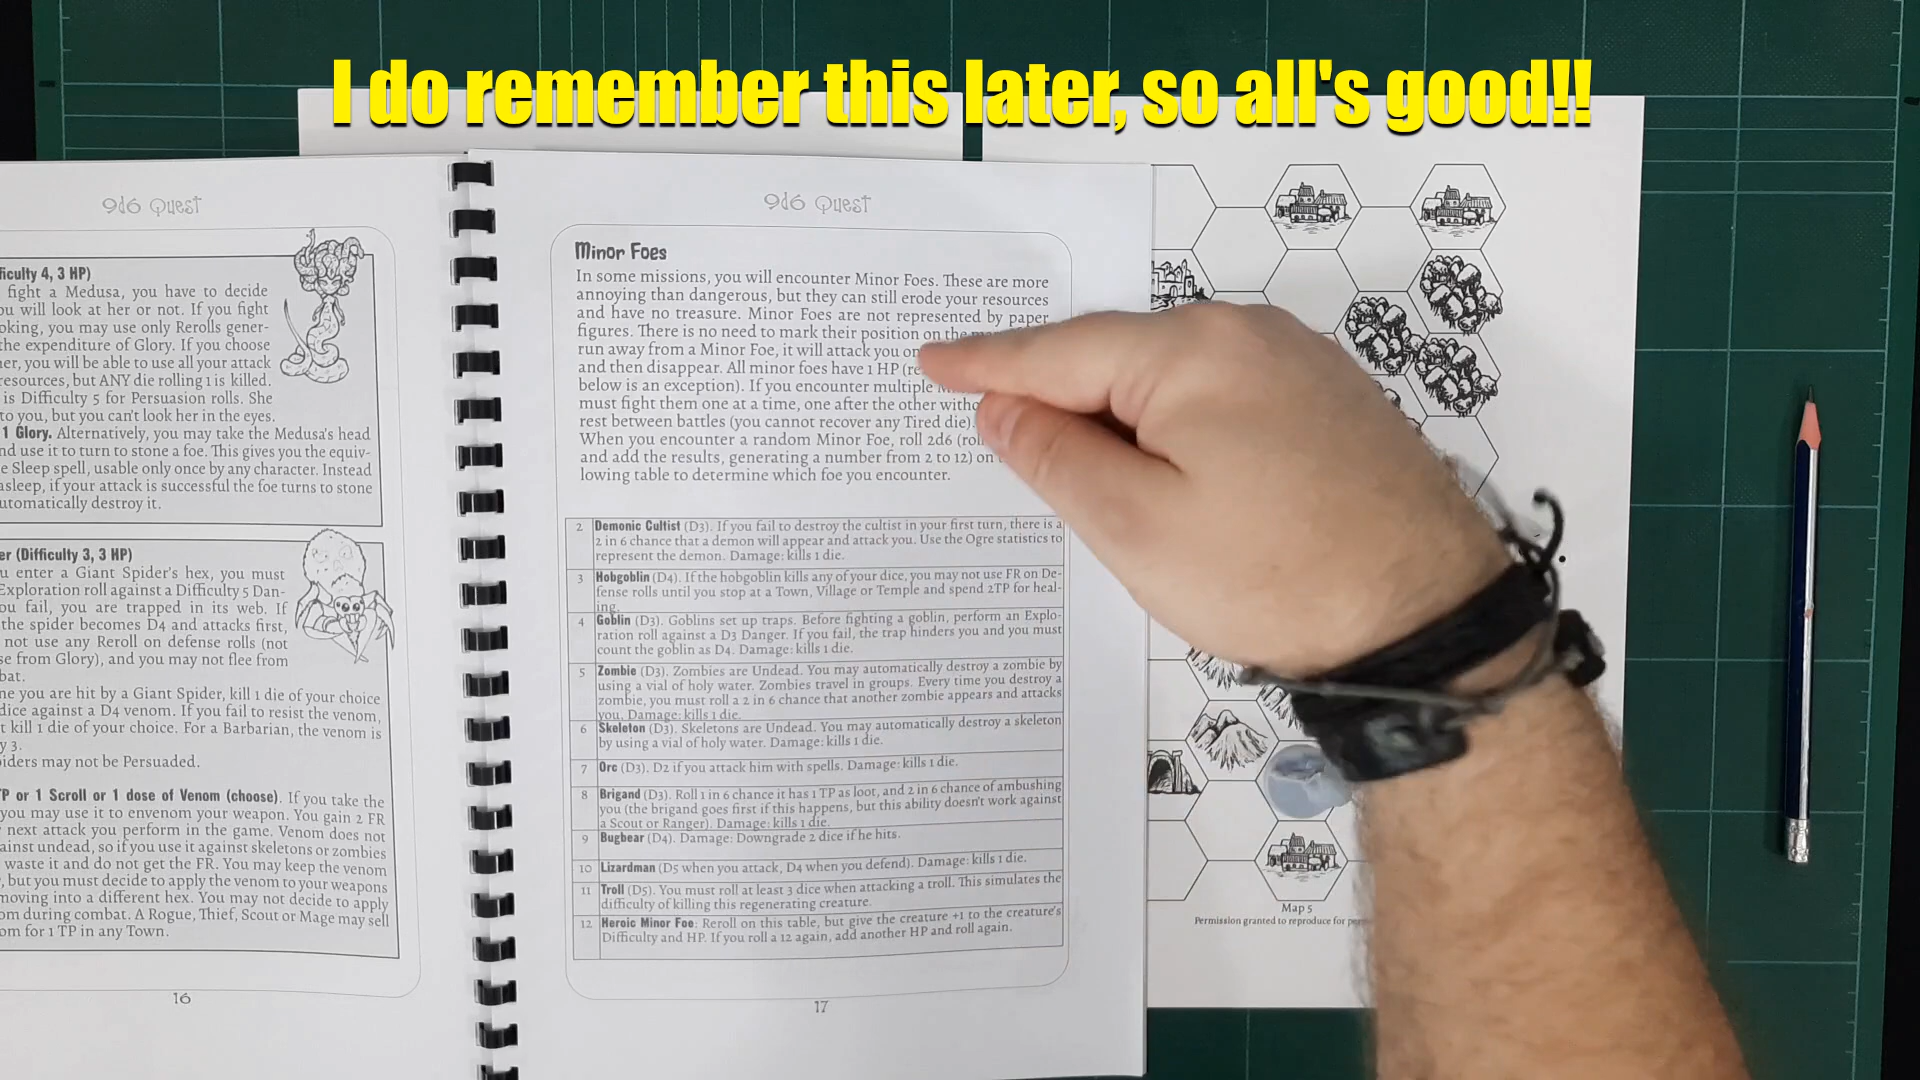 I do remember this later, so all's good!!
9d6 Quest
ficulty 4, 3 HP)
fight a Medusa, you have to decide
ou will look at her or not. If you fight
oking, you may use only Rerolls gener-
the expenditure of Glory. If you choose
er, you will be able to use all your attack
resources, but ANY die rolling 1 is killed.
is Difficulty 5 for Persuasion rolls. She
to you, but you can't look her in the eyes.
1 Glory. Alternatively, you may take the Medusa's head
nd use it to turn to stone a foe. This gives you the equiv-
e Sleep spell, usable only once by any character. Instead
asleep, if your attack is successful the foe turns to stone
utomatically destroy it.
er (Difficulty 3, 3 HP)
u enter a Giant Spider's hex, you must
Exploration roll against a Difficulty 5 Dan-
ou fail, you are trapped in its web. If
the spider becomes D4 and attacks first,
not use any Reroll on defense rolls (not
se from Glory), and you may not flee from
bat.
ne you are hit by a Giant Spider, kill 1 die of your choice
dice against a D4 venom. If you fail to resist the venom,
t kill 1 die of your choice. For a Barbarian, the venom is
y 3.
iders may not be Persuaded.
TP or 1 Scroll or 1 dose of Venom (choose). If you take the
you may use it to envenom your weapon. You gain 2 FR
next attack you perform in the game. Venom does not
ainst undead, so if you use it against skeletons or zombies
waste it and do not get the FR. You may keep the venom
, but you must decide to apply the venom to your weapons
moving into a different hex. You may not decide to apply
om during combat. A Rogue, Thief, Scout or Mage may sell
om for 1 TP in any Town.
16
9d6 Quest
Minor Foes
In some missions, you will encounter Minor Foes. These are more
annoying than dangerous, but they can still erode your resources
and have no treasure. Minor Foes are not represented by paper
figures. There is no need to mark their position on the
run away from a Minor Foe, it will attack you
and then disappear. All minor foes have 1 HP
below is an exception). If you encounter multiple
must fight them one at a time, one after the other
rest between battles (you cannot recover any Tired die).
When you encounter a random Minor Foe, roll 2d6
and add the results, generating a number from 2 to 12) on
lowing table to determine which foe you encounter.
2 Demonic Cultist (D3). If you fail to destroy the cultist in your first turn, there is a
2 in 6 chance that a demon will appear and attack you. Use the Ogre statistics to
represent the demon. Damage: kills 1 die.
3 Hobgoblin (D4). If the hobgoblin kills any of your dice, you may not use FR on De-
fense rolls until you stop at a Town, Village or Temple and spend 2TP for heal-
ing.
4 Goblin (D3). Goblins set up traps. Before fighting a goblin, perform an Explo-
ration roll against a D3 Danger. If you fail, the trap hinders you and you must
count the goblin as D4. Damage: kills 1 die.
5 Zombie (D3). Zombies are Undead. You may automatically destroy a zombie by
using a vial of holy water. Zombies travel in groups. Every time you destroy a
zombie, you must roll a 2 in 6 chance that another zombie appears and attacks
you. Damage: kills 1 die.
6 Skeleton (D3). Skeletons are Undead. You may automatically destroy a skeleton
by using a vial of holy water. Damage: kills 1 die.
7 Orc (D3). D2 if you attack him with spells. Damage: kills 1 die.
8 Brigand (D3). Roll 1 in 6 chance it has 1 TP as loot, and 2 in 6 chance of ambushing
you (the brigand goes first if this happens, but this ability doesn't work against
a Scout or Ranger). Damage: kills 1 die.
9 Bugbear (D4). Damage: Downgrade 2 dice if he hits.
10 Lizardman (D5 when you attack, D4 when you defend). Damage: kills 1 die.
11 Troll (D5). You must roll at least 3 dice when attacking a troll. This simulates the
difficulty of killing this regenerating creature.
12 Heroic Minor Foe: Reroll on this table, but give the creature +1 to the creature's
Difficulty and HP. If you roll a 12 again, add another HP and roll again.
17
Map 5
Permission granted to reproduce for